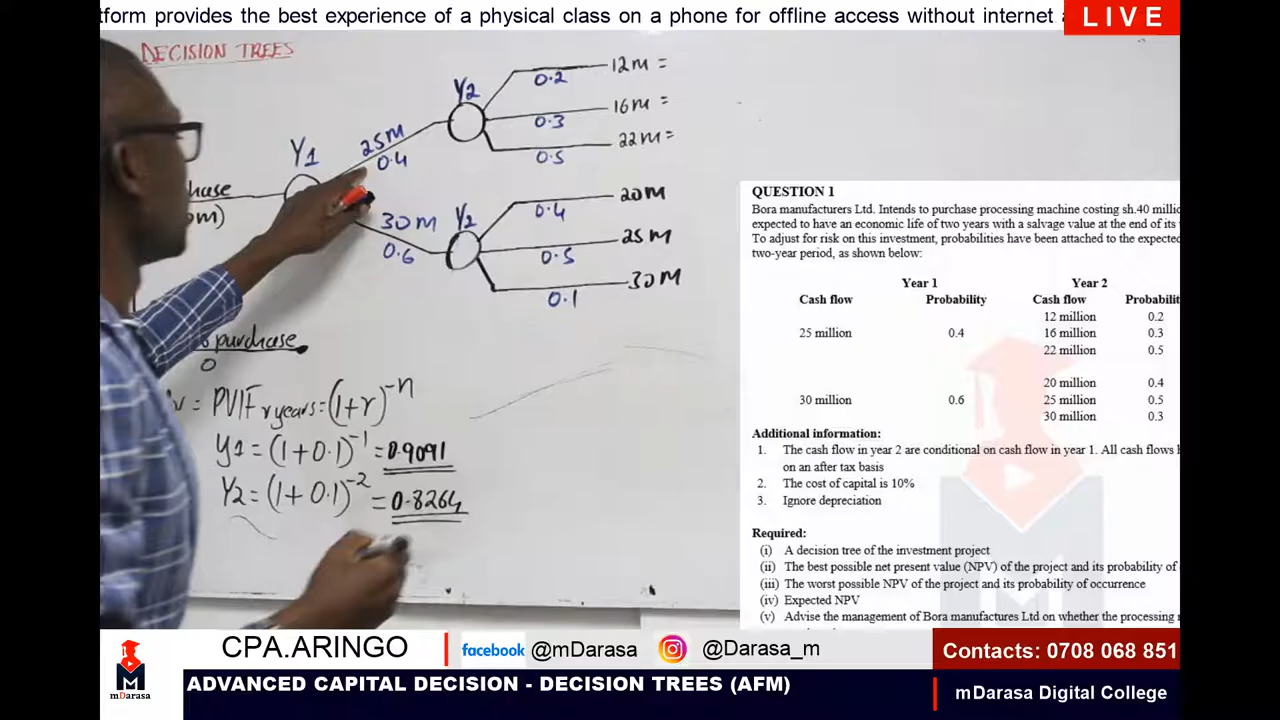 tform provides the best experience of a physical class on a phone for offline access without internet a
LIVE
DECISION TREES
Y1
25M
0.4
Y2
0.2
12M =
0.3
16M =
0.5
22M =
30M
0.6
Y2
0.4
20M
0.5
25M
0.1
30M
purchase
0
= PVIF r years = (1+r)^-n
Y1 = (1+0.1)^-1 = 0.9091
Y2 = (1+0.1)^-2 = 0.8264
QUESTION 1
Bora manufacturers Ltd. Intends to purchase processing machine costing sh.40 millio
expected to have an economic life of two years with a salvage value at the end of its
To adjust for risk on this investment, probabilities have been attached to the expected
two-year period, as shown below:
Year 1 Year 2
Cash flow Probability Cash flow Probabilit
12 million 0.2
25 million 0.4 16 million 0.3
22 million 0.5
20 million 0.4
30 million 0.6 25 million 0.5
30 million 0.3
Additional information:
1. The cash flow in year 2 are conditional on cash flow in year 1. All cash flows
on an after tax basis
2. The cost of capital is 10%
3. Ignore depreciation
Required:
(i) A decision tree of the investment project
(ii) The best possible net present value (NPV) of the project and its probability of
(iii) The worst possible NPV of the project and its probability of occurrence
(iv) Expected NPV
(v) Advise the management of Bora manufactures Ltd on whether the processing
mDarasa
CPA.ARINGO
facebook @mDarasa
@Darasa_m
Contacts: 0708 068 851
ADVANCED CAPITAL DECISION - DECISION TREES (AFM)
mDarasa Digital College